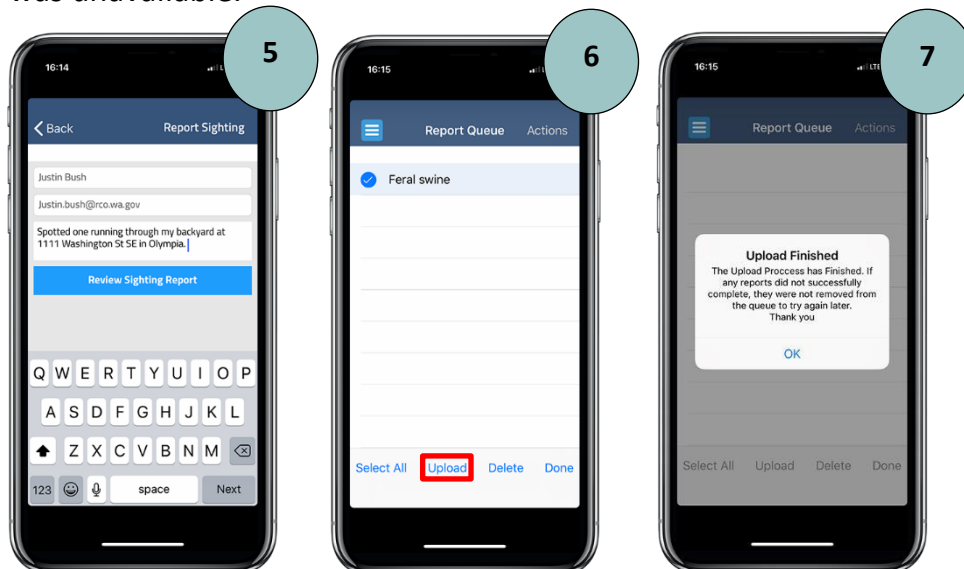 5
16:14
Back Report Sighting
Justin Bush
Justin.bush@rco.wa.gov
Spotted one running through my backyard at
1111 Washington St SE in Olympia.
Review Sighting Report
Q W E R T Y U I O P
A S D F G H J K L
Z X C V B N M
123 space Next
6
16:15
Report Queue Actions
Feral swine
Select All Upload Delete Done
7
16:15 LTE
Report Queue Actions
Upload Finished
The Upload Proccess has Finished. If
any reports did not successfully
complete, they were not removed from
the queue to try again later.
Thank you
OK
Select All Upload Delete Done